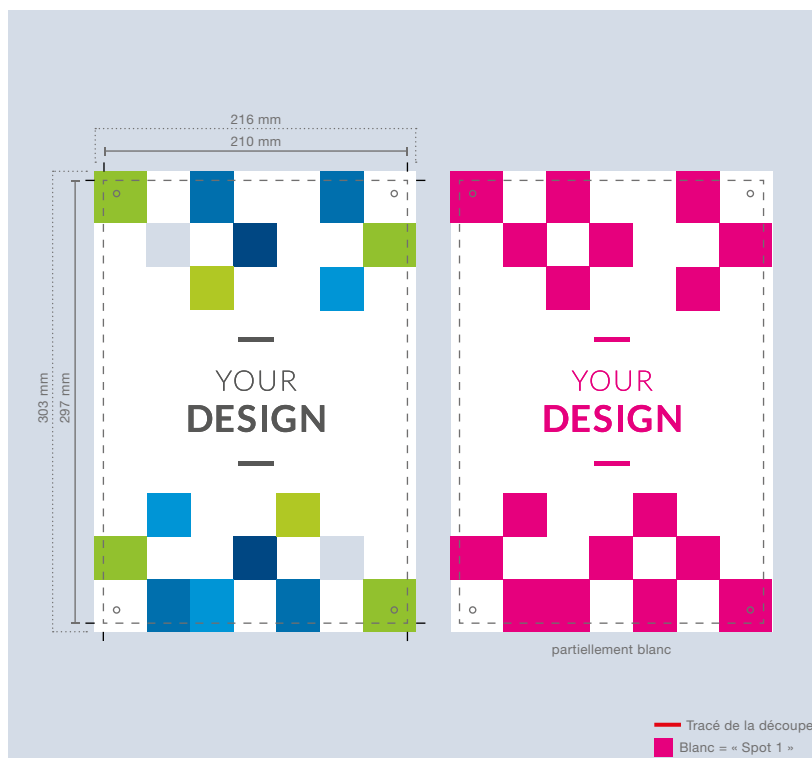 216 mm
210 mm
303 mm
297 mm
YOUR
DESIGN
YOUR
DESIGN
partiellement blanc
Tracé de la découpe
Blanc = « Spot 1 »